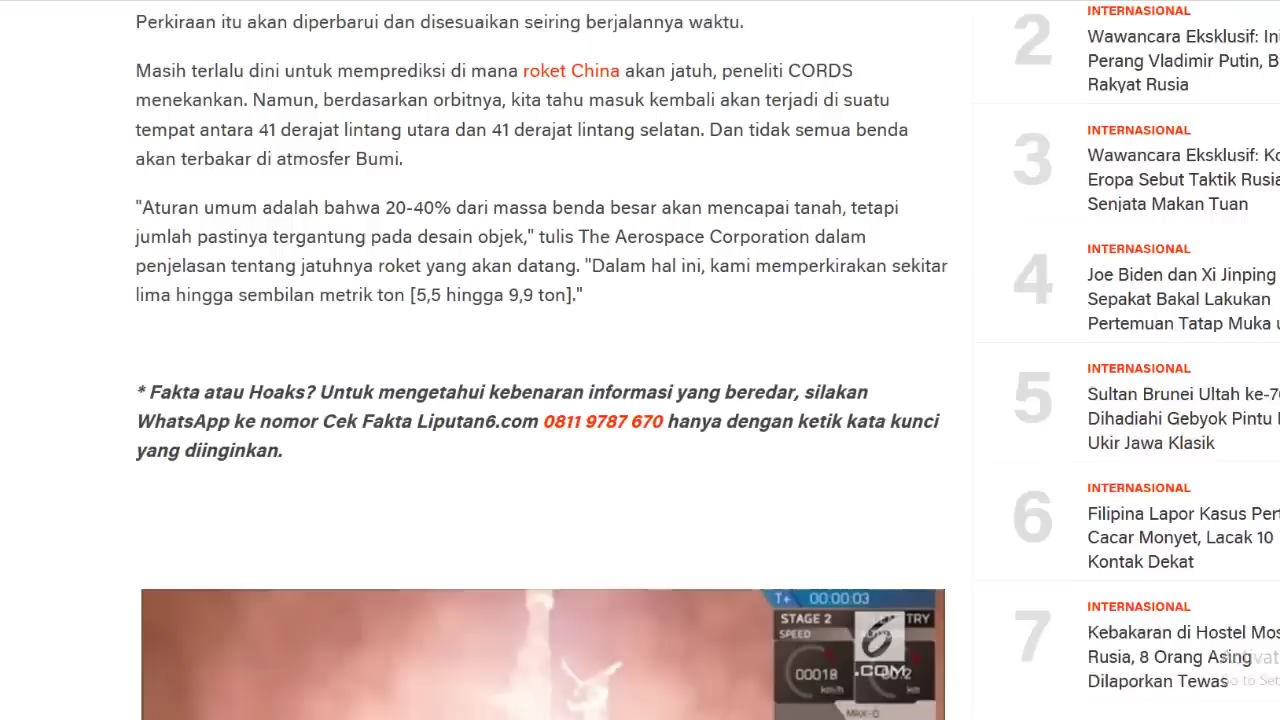 Perkiraan itu akan diperbarui dan disesuaikan seiring berjalannya waktu.
Masih terlalu dini untuk memprediksi di mana roket China akan jatuh, peneliti CORDS
menekankan. Namun, berdasarkan orbitnya, kita tahu masuk kembali akan terjadi di suatu
tempat antara 41 derajat lintang utara dan 41 derajat lintang selatan. Dan tidak semua benda
akan terbakar di atmosfer Bumi.
"Aturan umum adalah bahwa 20-40% dari massa benda besar akan mencapai tanah, tetapi
jumlah pastinya tergantung pada desain objek," tulis The Aerospace Corporation dalam
penjelasan tentang jatuhnya roket yang akan datang. "Dalam hal ini, kami memperkirakan sekitar
lima hingga sembilan metrik ton [5,5 hingga 9,9 ton]."
* Fakta atau Hoaks? Untuk mengetahui kebenaran informasi yang beredar, silakan
WhatsApp ke nomor Cek Fakta Liputan6.com 0811 9787 670 hanya dengan ketik kata kunci
yang diinginkan.
T+ 00:00:03
STAGE 2
SPEED
00018
km/h
6
.COM
km
MAX-Q
2
INTERNASIONAL
Wawancara Eksklusif: Ini
Perang Vladimir Putin, B
Rakyat Rusia
3
INTERNASIONAL
Wawancara Eksklusif: Ko
Eropa Sebut Taktik Rusia
Senjata Makan Tuan
4
INTERNASIONAL
Joe Biden dan Xi Jinping
Sepakat Bakal Lakukan
Pertemuan Tatap Muka u
5
INTERNASIONAL
Sultan Brunei Ultah ke-7
Dihadiahi Gebyok Pintu
Ukir Jawa Klasik
6
INTERNASIONAL
Filipina Lapor Kasus Per
Cacar Monyet, Lacak 10
Kontak Dekat
7
INTERNASIONAL
Kebakaran di Hostel Mos
Rusia, 8 Orang Asing
Dilaporkan Tewas